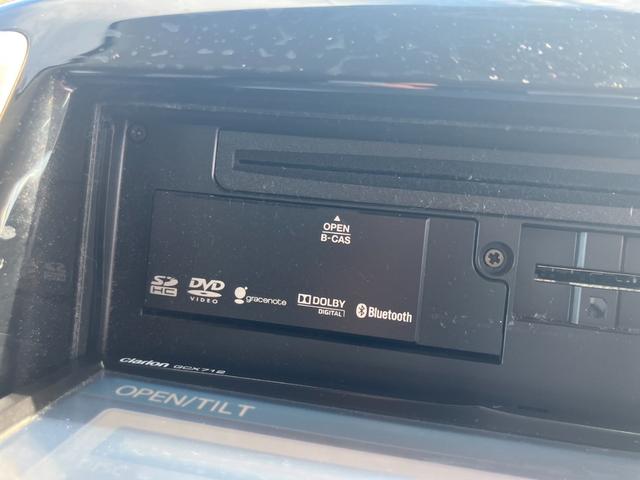 OPEN
B-CAS
SD HC
DVD VIDEO
gracenote
DOLBY DIGITAL
Bluetooth
clarion GCX712
OPEN/TILT